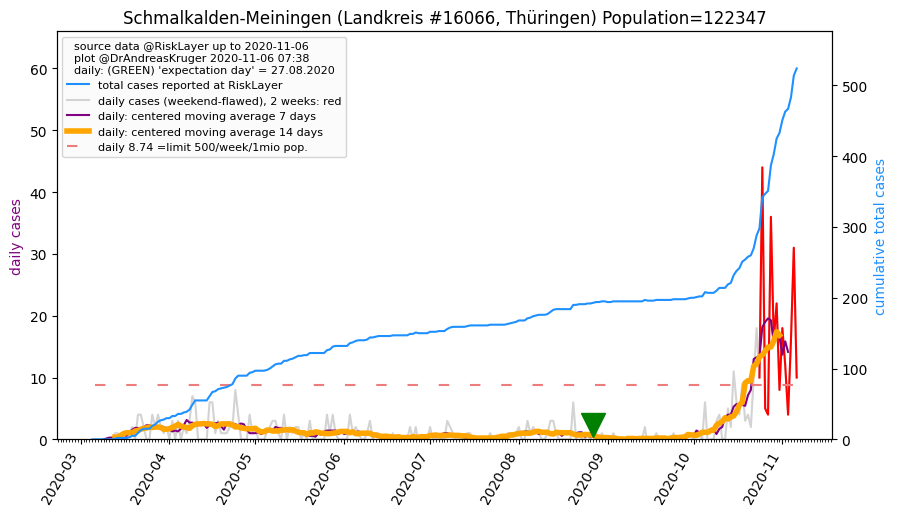 Schmalkalden-Meiningen (Landkreis #16066, Thüringen) Population=122347
source data @RiskLayer up to 2020-11-06
plot @DrAndreasKruger 2020-11-06 07:38
daily: (GREEN) 'expectation day' = 27.08.2020
total cases reported at RiskLayer
daily cases (weekend-flawed), 2 weeks: red
daily: centered moving average 7 days
daily: centered moving average 14 days
daily 8.74 =limit 500/week/1mio pop.
daily cases
60
50
40
30
20
10
0
cumulative total cases
500
400
300
200
100
0
2020-03
2020-04
2020-05
2020-06
2020-07
2020-08
2020-09
2020-10
2020-11